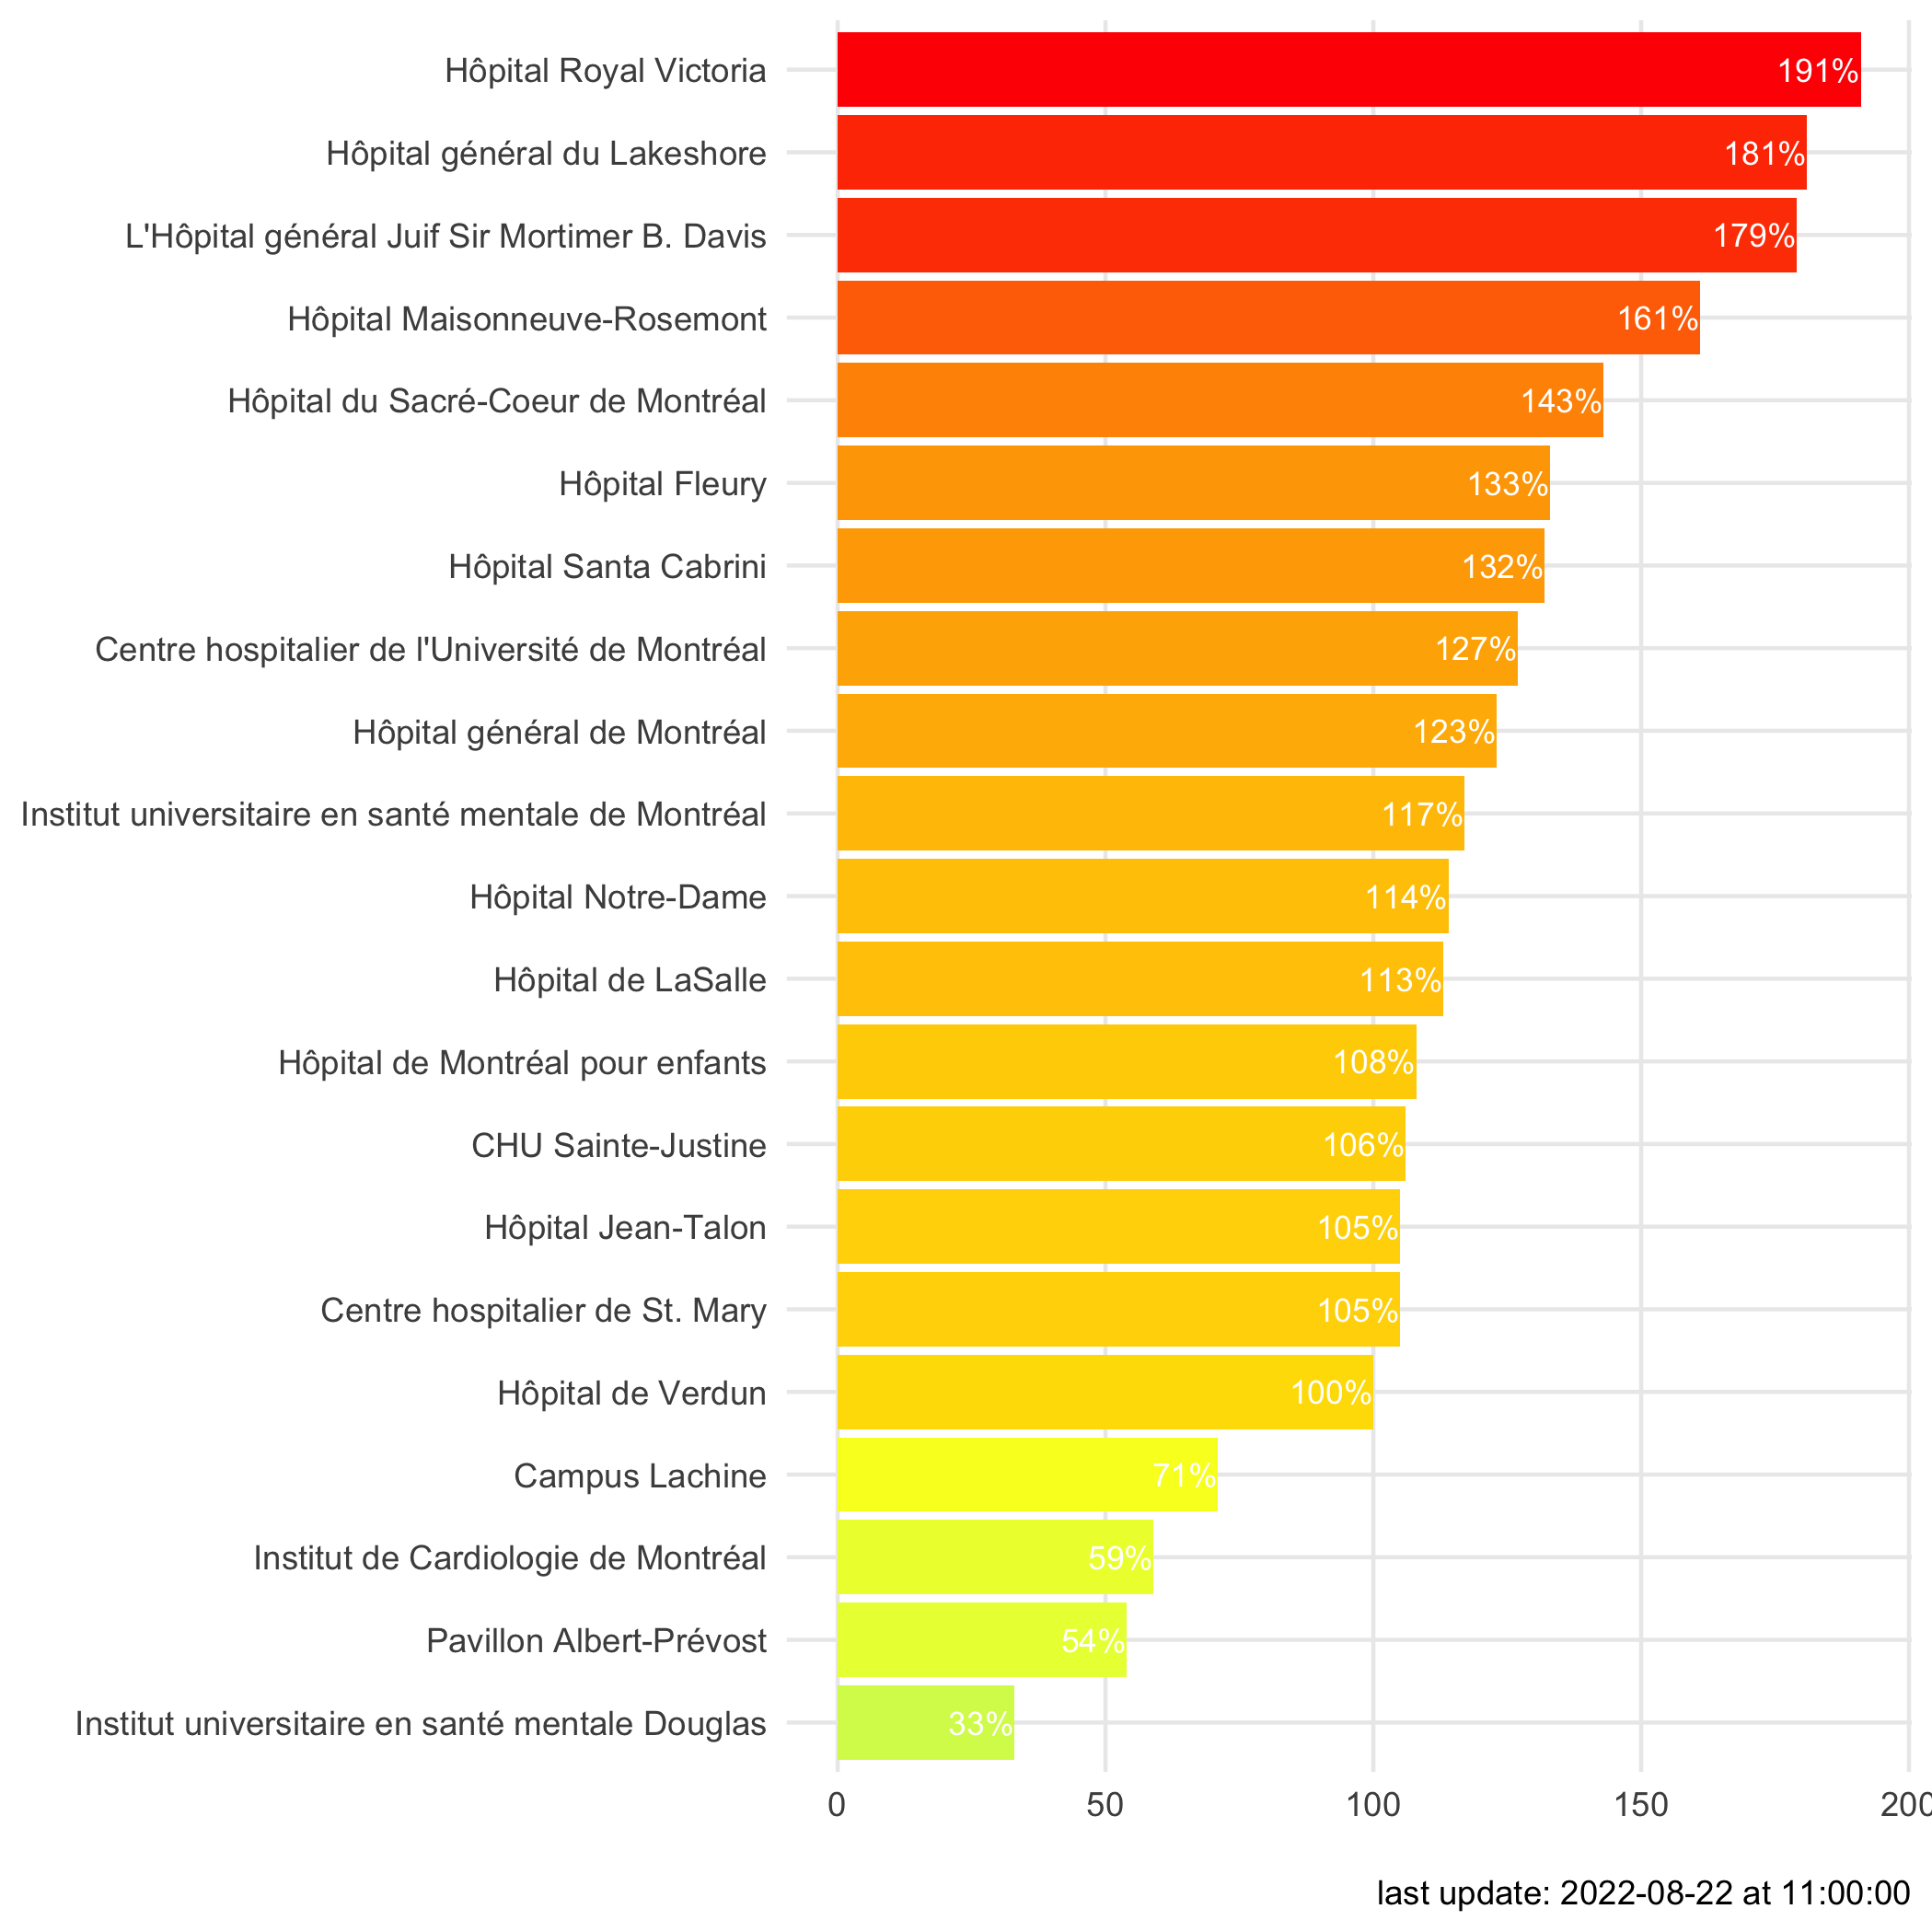 Hôpital Royal Victoria 191%
Hôpital général du Lakeshore 181%
L'Hôpital général Juif Sir Mortimer B. Davis 179%
Hôpital Maisonneuve-Rosemont 161%
Hôpital du Sacré-Coeur de Montréal 143%
Hôpital Fleury 133%
Hôpital Santa Cabrini 132%
Centre hospitalier de l'Université de Montréal 127%
Hôpital général de Montréal 123%
Institut universitaire en santé mentale de Montréal 117%
Hôpital Notre-Dame 114%
Hôpital de LaSalle 113%
Hôpital de Montréal pour enfants 108%
CHU Sainte-Justine 106%
Hôpital Jean-Talon 105%
Centre hospitalier de St. Mary 105%
Hôpital de Verdun 100%
Campus Lachine 71%
Institut de Cardiologie de Montréal 59%
Pavillon Albert-Prévost 54%
Institut universitaire en santé mentale Douglas 33%
0 50 100 150 200
last update: 2022-08-22 at 11:00:00